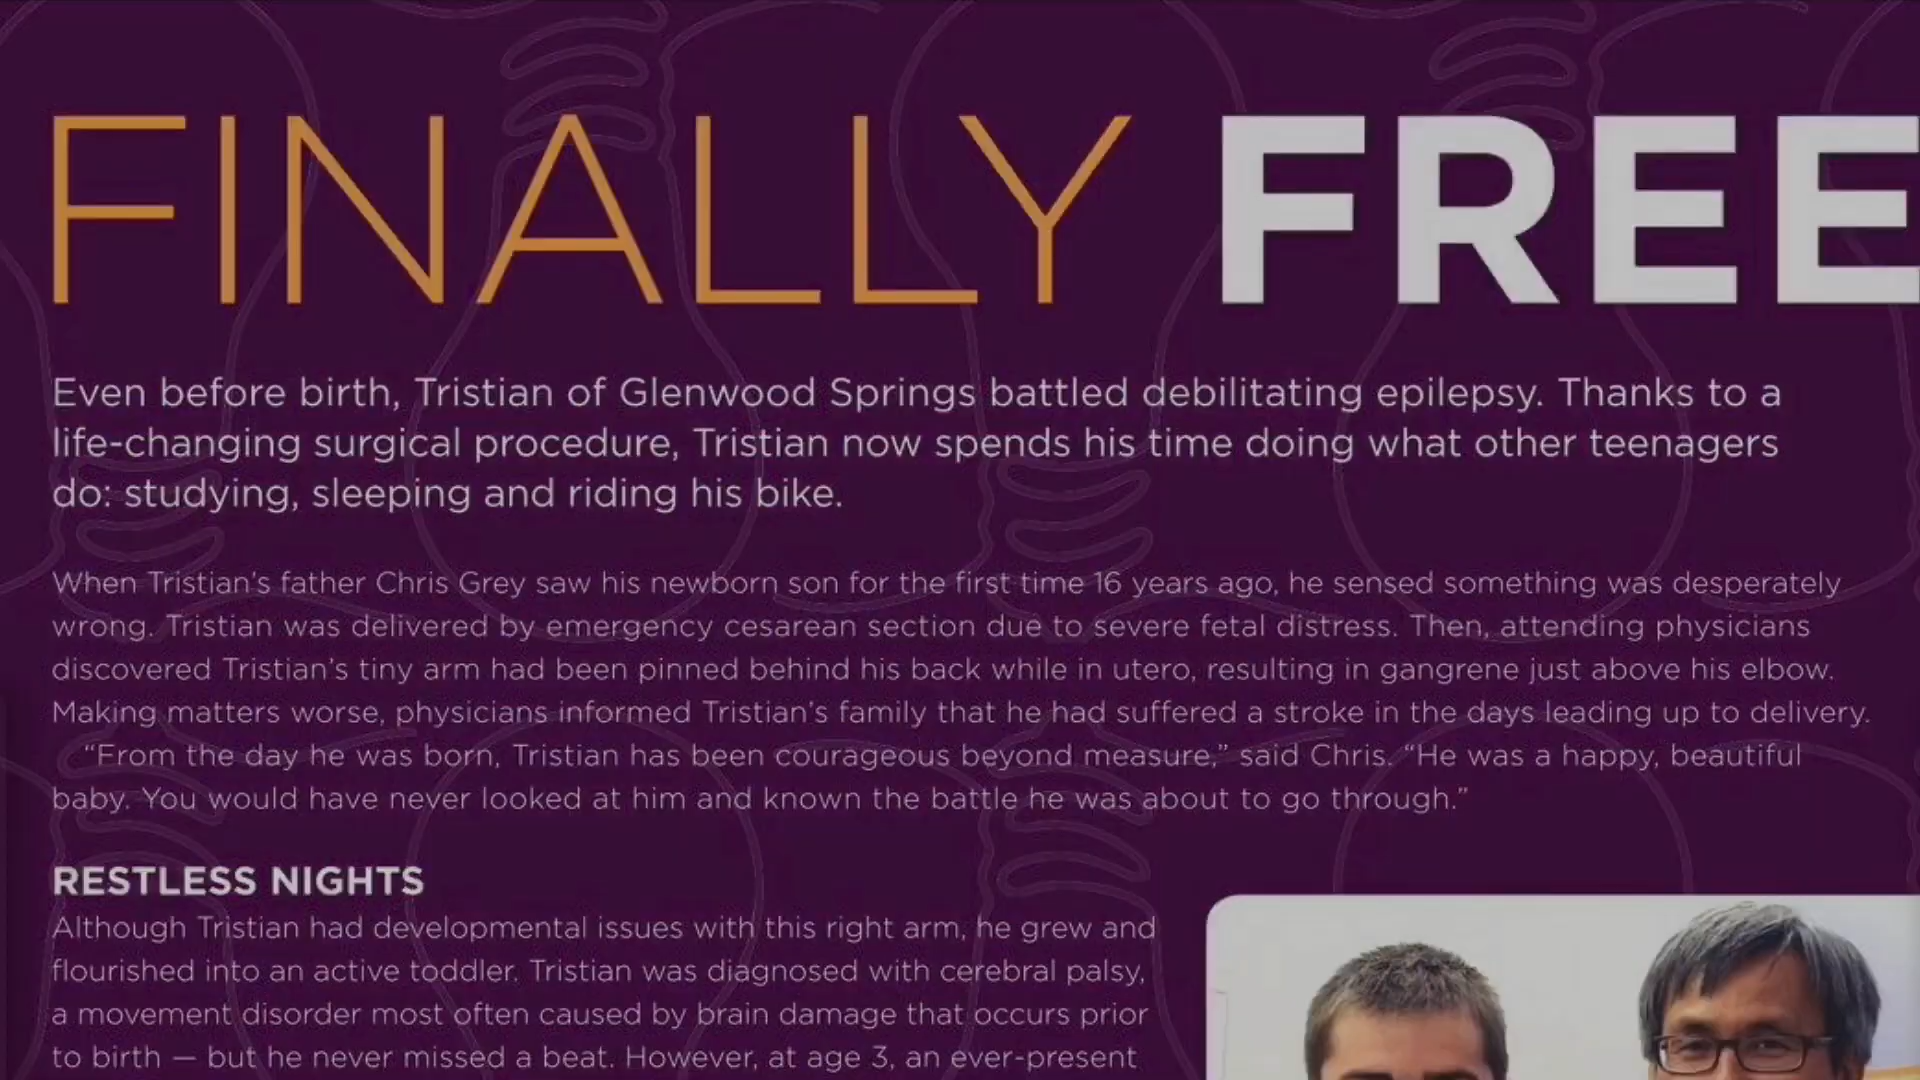 FINALLY FREE
Even before birth, Tristian of Glenwood Springs battled debilitating epilepsy. Thanks to a
life-changing surgical procedure, Tristian now spends his time doing what other teenagers
do: studying, sleeping and riding his bike.
When Tristian's father Chris Grey saw his newborn son for the first time 16 years ago, he sensed something was desperately
wrong. Tristian was delivered by emergency cesarean section due to severe fetal distress. Then, attending physicians
discovered Tristian's tiny arm had been pinned behind his back while in utero, resulting in gangrene just above his elbow.
Making matters worse, physicians informed Tristian's family that he had suffered a stroke in the days leading up to delivery.
“From the day he was born, Tristian has been courageous beyond measure,” said Chris. “He was a happy, beautiful
baby. You would have never looked at him and known the battle he was about to go through.”
RESTLESS NIGHTS
Although Tristian had developmental issues with this right arm, he grew and
flourished into an active toddler. Tristian was diagnosed with cerebral palsy,
a movement disorder most often caused by brain damage that occurs prior
to birth — but he never missed a beat. However, at age 3, an ever-present